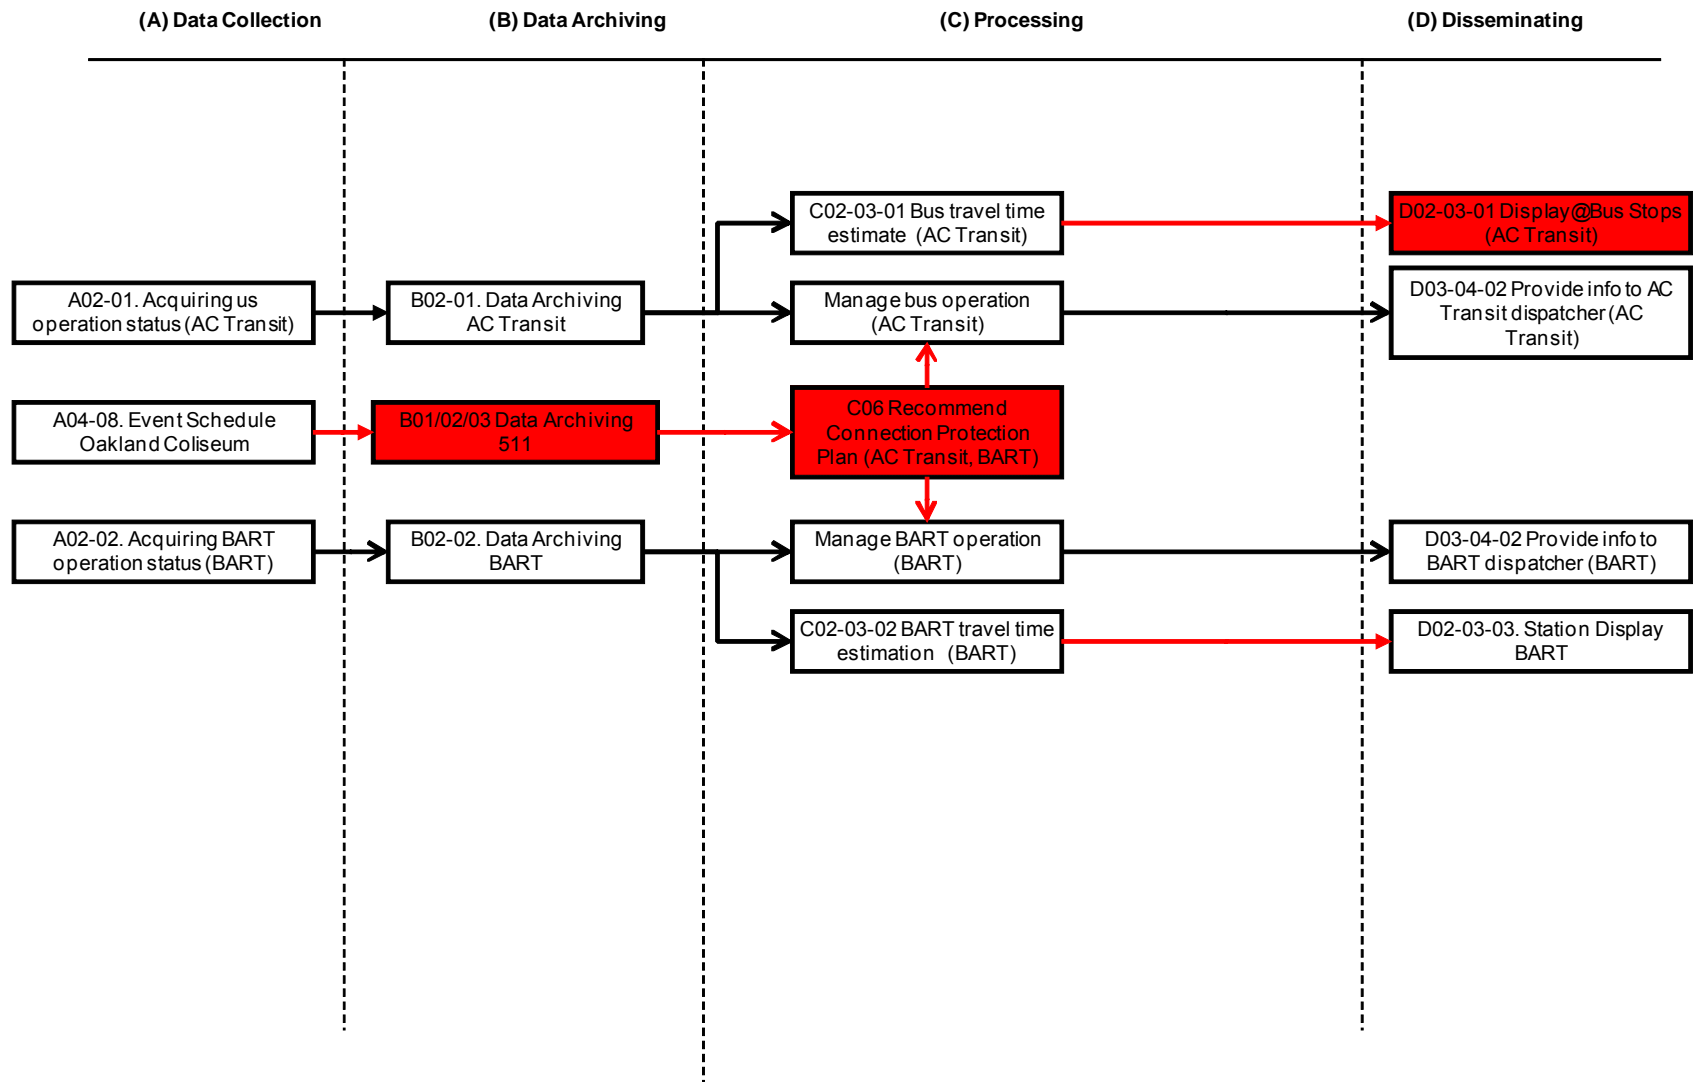 (A) Data Collection
(B) Data Archiving
(C) Processing
(D) Disseminating
C02-03-01 Bus travel time
estimate (AC Transit)
D02-03-01 Display@Bus Stops
(AC Transit)
A02-01. Acquiring us
operation status (AC Transit)
B02-01. Data Archiving
AC Transit
Manage bus operation
(AC Transit)
D03-04-02 Provide info to AC
Transit dispatcher (AC
Transit)
A04-08. Event Schedule
Oakland Coliseum
B01/02/03 Data Archiving
511
C06 Recommend
Connection Protection
Plan (AC Transit, BART)
A02-02. Acquiring BART
operation status (BART)
B02-02. Data Archiving
BART
Manage BART operation
(BART)
D03-04-02 Provide info to
BART dispatcher (BART)
C02-03-02 BART travel time
estimation (BART)
D02-03-03. Station Display
BART